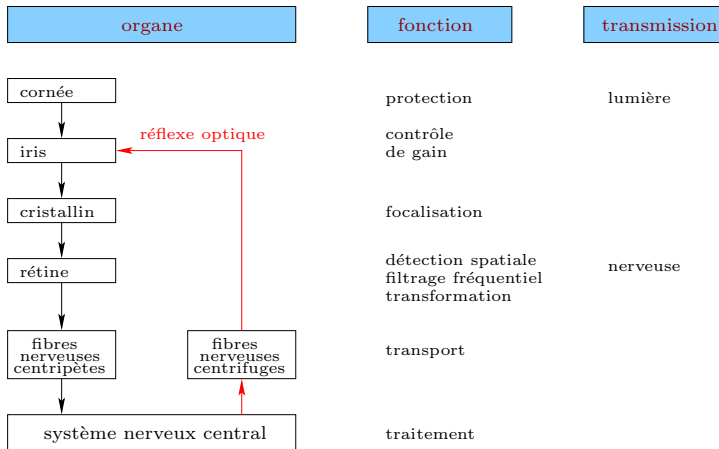 organe
fonction
transmission
cornée
protection
lumière
réflexe optique
contrôle
de gain
iris
cristallin
focalisation
rétine
détection spatiale
filtrage fréquentiel
transformation
nerveuse
fibres
nerveuses
centripètes
fibres
nerveuses
centrifuges
transport
système nerveux central
traitement